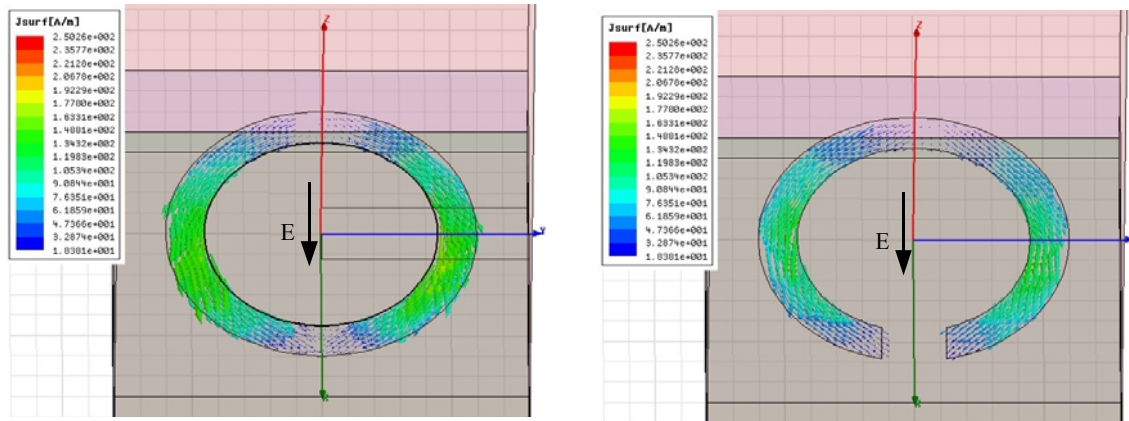 Jsurf[A/m]
2.5026e+002
2.3577e+002
2.2128e+002
2.0678e+002
1.9229e+002
1.7780e+002
1.6331e+002
1.4881e+002
1.3432e+002
1.1983e+002
1.0534e+002
9.0844e+001
7.6351e+001
6.1859e+001
4.7366e+001
3.2874e+001
1.8381e+001
Z
E
Y
Jsurf[A/m]
2.5026e+002
2.3577e+002
2.2128e+002
2.0678e+002
1.9229e+002
1.7780e+002
1.6331e+002
1.4881e+002
1.3432e+002
1.1983e+002
1.0534e+002
9.0844e+001
7.6351e+001
6.1859e+001
4.7366e+001
3.2874e+001
1.8381e+001
Z
E